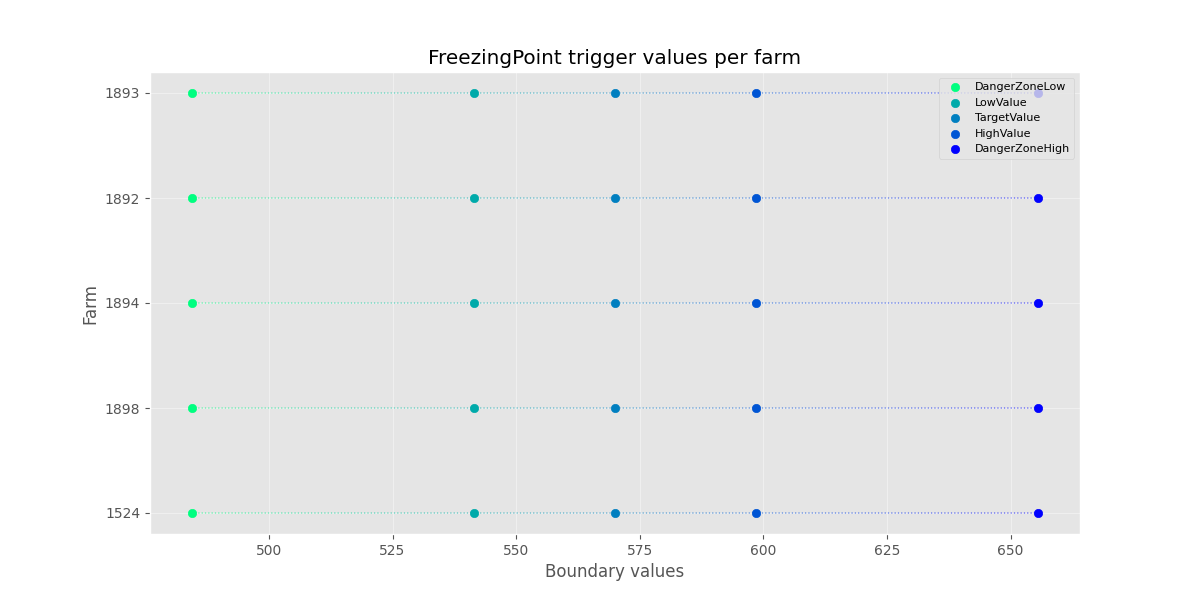 FreezingPoint trigger values per farm
DangerZoneLow
LowValue
TargetValue
HighValue
DangerZoneHigh
Farm
1893
1892
1894
1898
1524
500 525 550 575 600 625 650
Boundary values